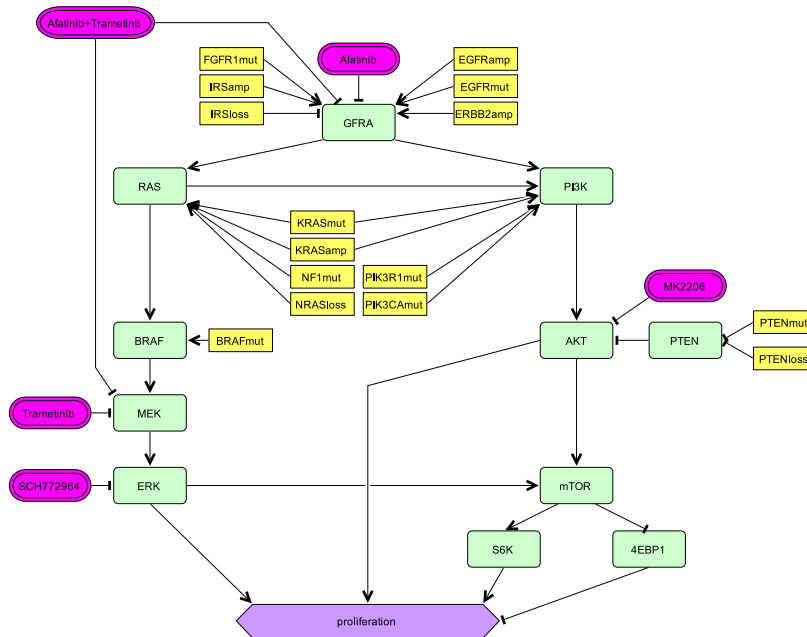 Afatinib+Trametinb
FGFR1mut
Afatinib
EGFRamp
IRSamp
EGFRmut
IRSloss
ERBB2amp
GFRA
RAS
PI3K
KRASmut
KRASamp
NF1mut
PIK3R1mut
NRASloss
PIK3CAmut
MK2206
PTENmut
BRAF
BRAFmut
AKT
PTEN
PTENloss
Trametinib
MEK
SCH772964
ERK
mTOR
S6K
4EBP1
proliferation